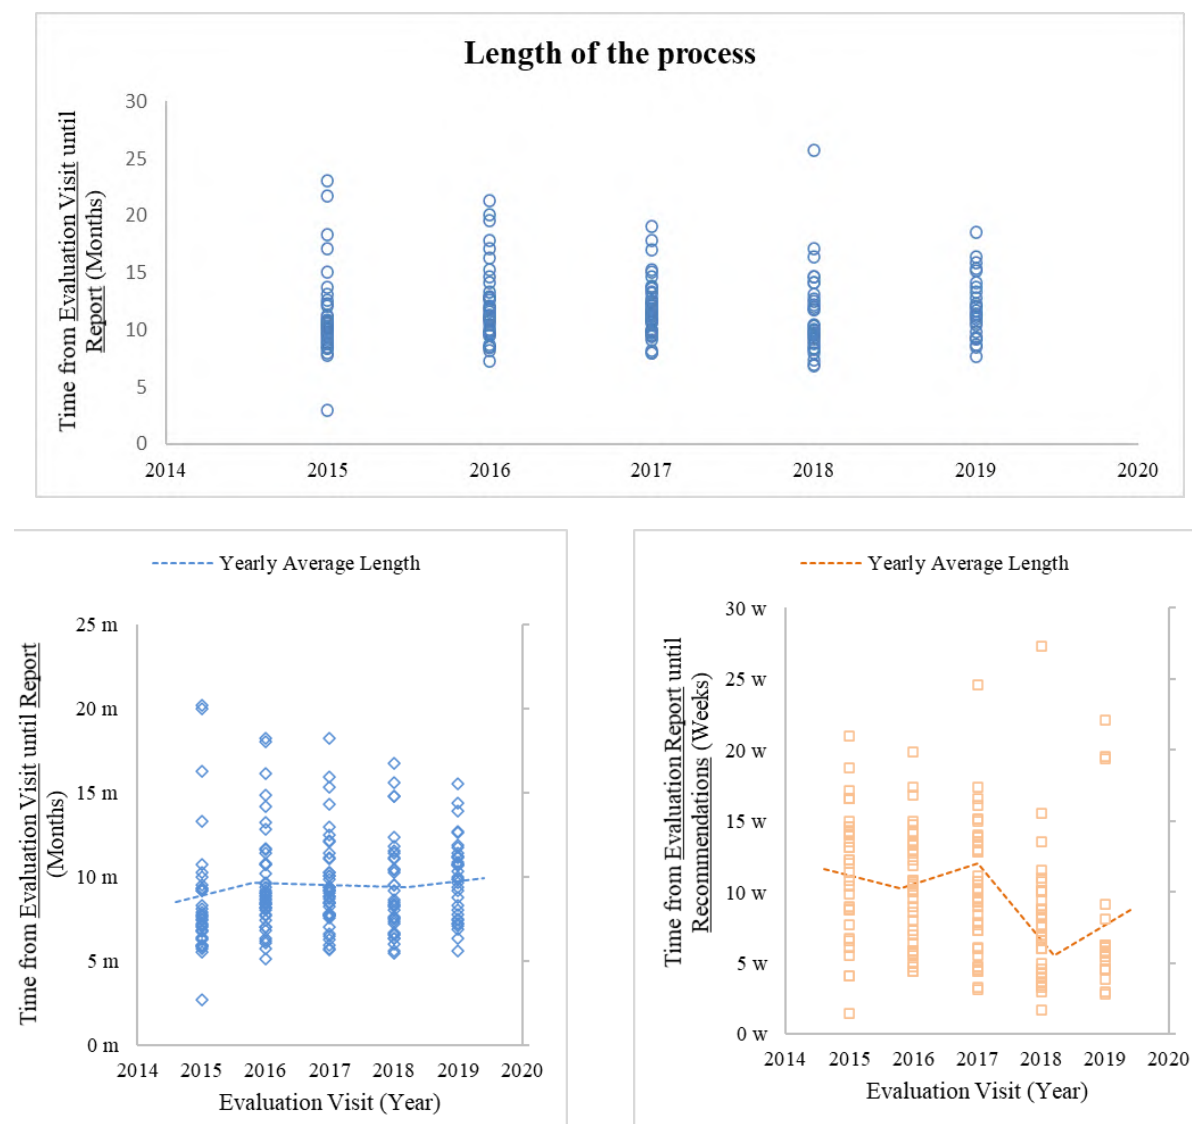 Length of the process
Time from Evaluation Visit until
Report (Months)
30
25
20
15
10
5
0
2014 2015 2016 2017 2018 2019 2020
Yearly Average Length
Time from Evaluation Visit until Report
(Months)
25 m
20 m
15 m
10 m
5 m
0 m
2014 2015 2016 2017 2018 2019 2020
Evaluation Visit (Year)
Yearly Average Length
Time from Evaluation Report until
Recommendations (Weeks)
30 w
25 w
20 w
15 w
10 w
5 w
0 w
2014 2015 2016 2017 2018 2019 2020
Evaluation Visit (Year)